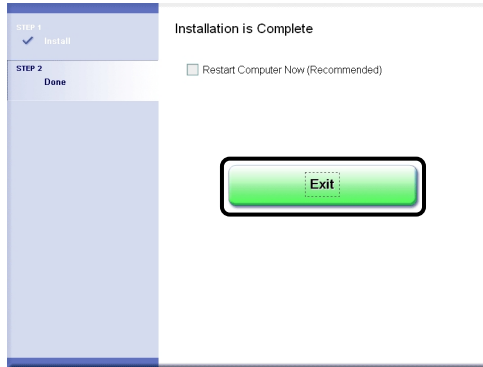 STEP 1
Install
STEP 2
Done
Installation is Complete
Restart Computer Now (Recommended)
Exit